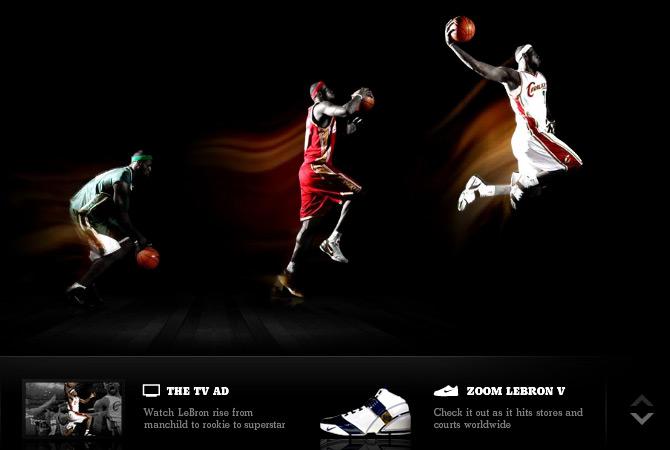 THE TV AD
Watch LeBron rise from
manchild to rookie to superstar
ZOOM LEBRON V
Check it out as it hits stores and
courts worldwide